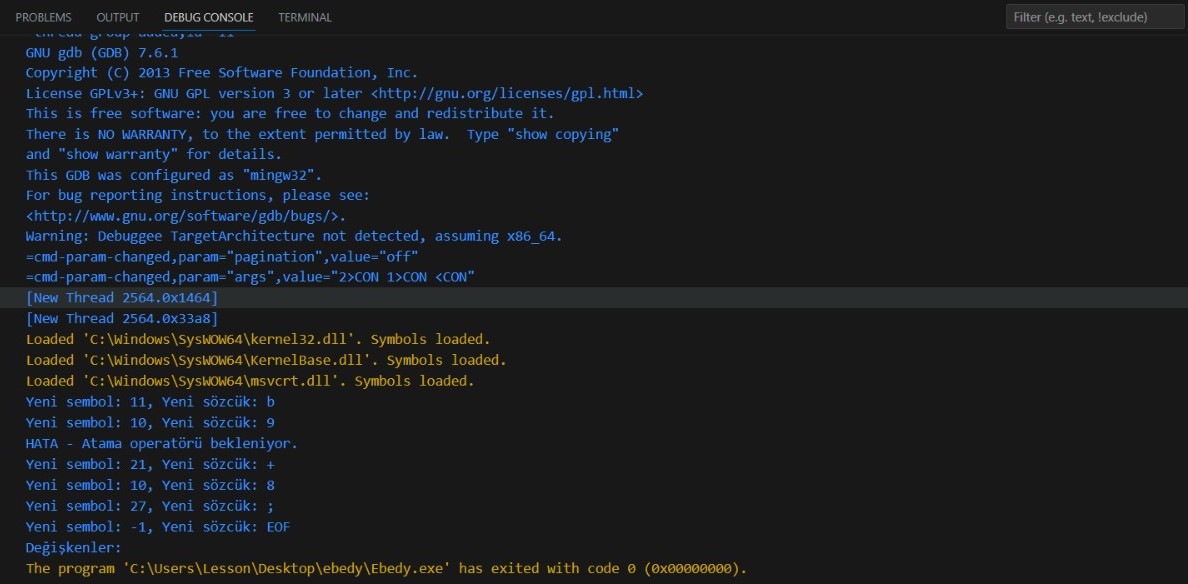 PROBLEMS OUTPUT DEBUG CONSOLE TERMINAL Filter (e.g. text, !exclude)
GNU gdb (GDB) 7.6.1
Copyright (C) 2013 Free Software Foundation, Inc.
License GPLv3+: GNU GPL version 3 or later <http://gnu.org/licenses/gpl.html>
This is free software: you are free to change and redistribute it.
There is NO WARRANTY, to the extent permitted by law.  Type "show copying"
and "show warranty" for details.
This GDB was configured as "mingw32".
For bug reporting instructions, please see:
<http://www.gnu.org/software/gdb/bugs/>.
Warning: Debuggee TargetArchitecture not detected, assuming x86_64.
=cmd-param-changed,param="pagination",value="off"
=cmd-param-changed,param="args",value="2>CON 1>CON <CON"
[New Thread 2564.0x1464]
[New Thread 2564.0x33a8]
Loaded 'C:\Windows\SysWOW64\kernel32.dll'. Symbols loaded.
Loaded 'C:\Windows\SysWOW64\KernelBase.dll'. Symbols loaded.
Loaded 'C:\Windows\SysWOW64\msvcrt.dll'. Symbols loaded.
Yeni sembol: 11, Yeni sözcük: b
Yeni sembol: 10, Yeni sözcük: 9
HATA - Atama operatörü bekleniyor.
Yeni sembol: 21, Yeni sözcük: +
Yeni sembol: 10, Yeni sözcük: 8
Yeni sembol: 27, Yeni sözcük: ;
Yeni sembol: -1, Yeni sözcük: EOF
Değişkenler:
The program 'C:\Users\Lesson\Desktop\ebedy\Ebedy.exe' has exited with code 0 (0x00000000).